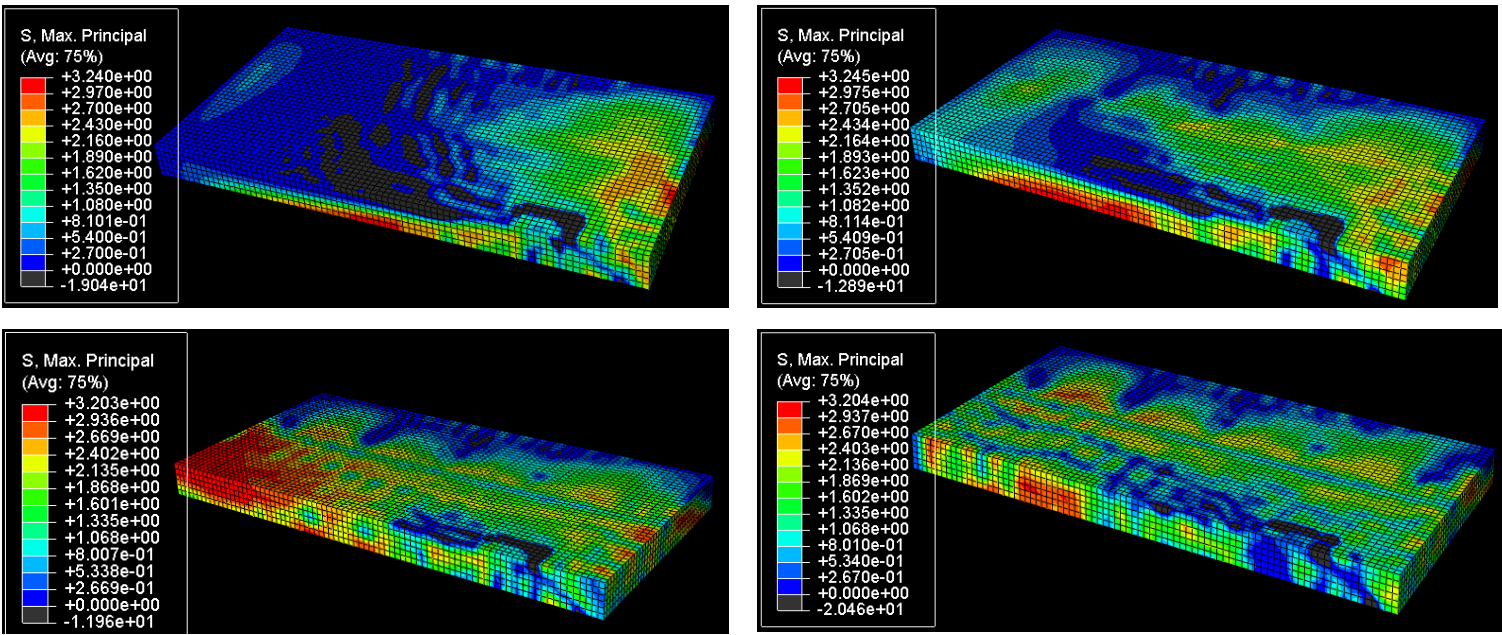 S, Max. Principal
(Avg: 75%)
+3.240e+00
+2.970e+00
+2.700e+00
+2.430e+00
+2.160e+00
+1.890e+00
+1.620e+00
+1.350e+00
+1.080e+00
+8.101e-01
+5.400e-01
+2.700e-01
+0.000e+00
-1.904e+01
S, Max. Principal
(Avg: 75%)
+3.245e+00
+2.975e+00
+2.705e+00
+2.434e+00
+2.164e+00
+1.893e+00
+1.623e+00
+1.352e+00
+1.082e+00
+8.114e-01
+5.409e-01
+2.705e-01
+0.000e+00
-1.289e+01
S, Max. Principal
(Avg: 75%)
+3.203e+00
+2.936e+00
+2.669e+00
+2.402e+00
+2.135e+00
+1.868e+00
+1.601e+00
+1.335e+00
+1.068e+00
+8.007e-01
+5.338e-01
+2.669e-01
+0.000e+00
-1.196e+01
S, Max. Principal
(Avg: 75%)
+3.204e+00
+2.937e+00
+2.670e+00
+2.403e+00
+2.136e+00
+1.869e+00
+1.602e+00
+1.335e+00
+1.068e+00
+8.010e-01
+5.340e-01
+2.670e-01
+0.000e+00
-2.046e+01